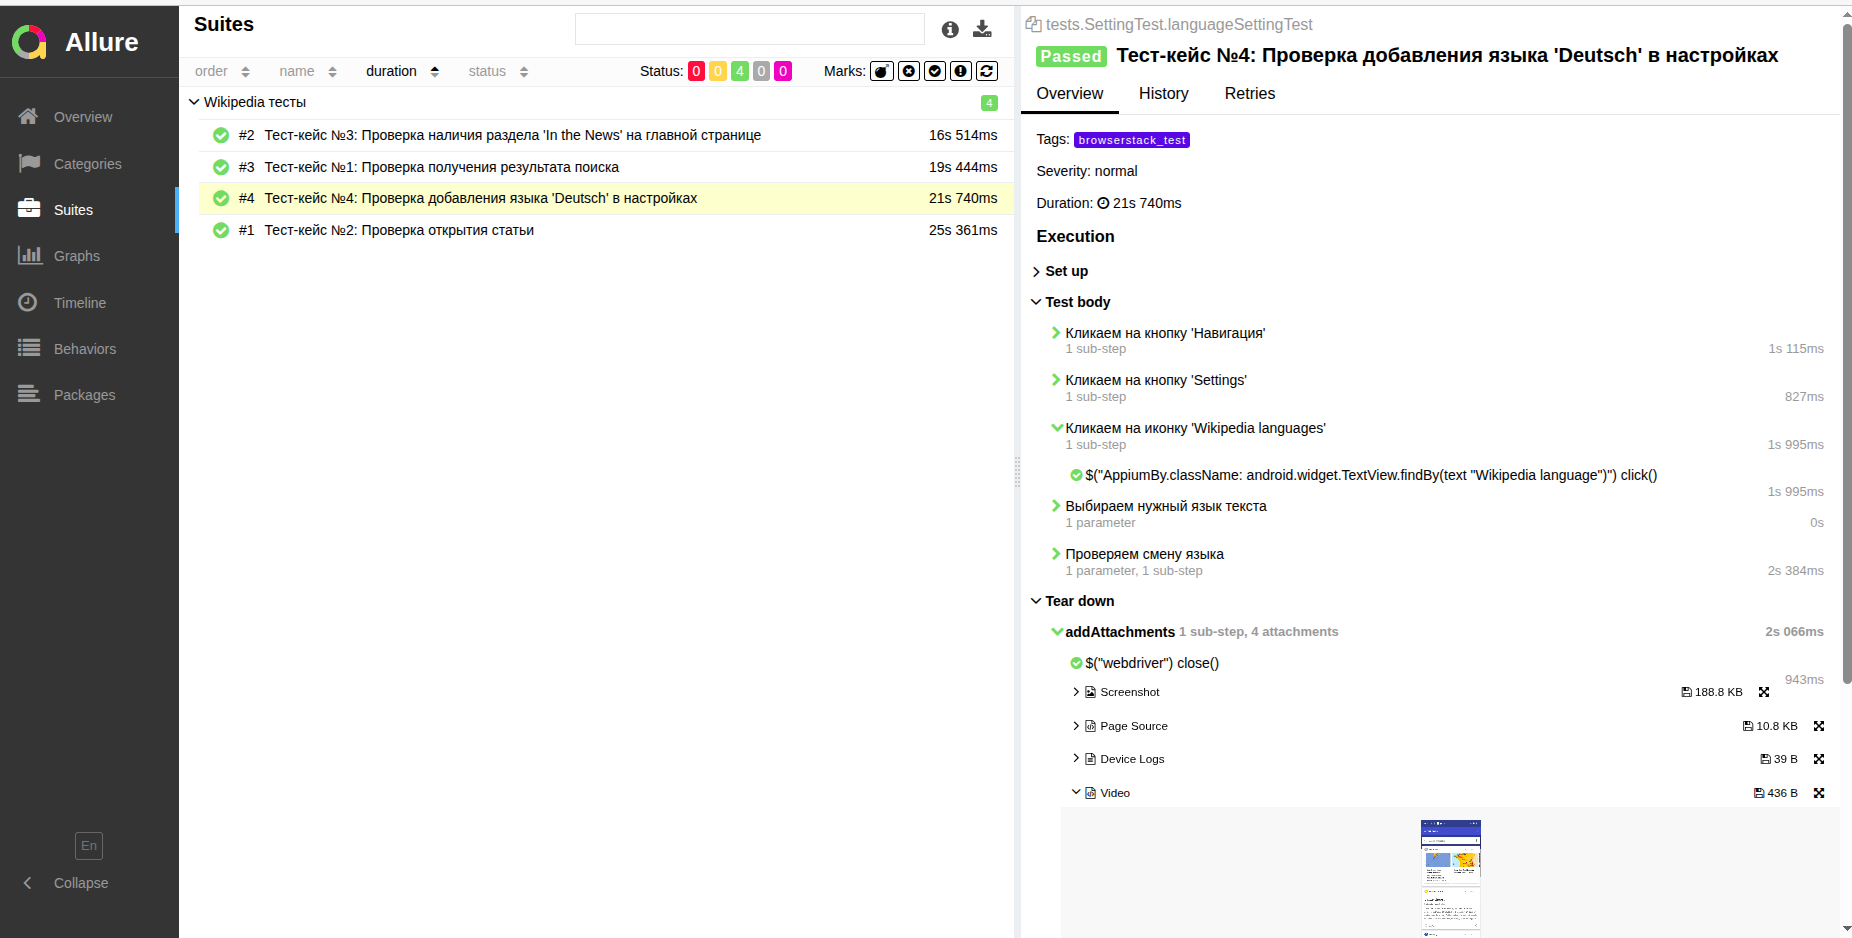 Allure
Overview
Categories
Suites
Graphs
Timeline
Behaviors
Packages
En
Collapse
Suites
order name duration status Status: 0 0 4 0 0 Marks:
Wikipedia тесты 4
#2 Тест-кейс №3: Проверка наличия раздела 'In the News' на главной странице 16s 514ms
#3 Тест-кейс №1: Проверка получения результата поиска 19s 444ms
#4 Тест-кейс №4: Проверка добавления языка 'Deutsch' в настройках 21s 740ms
#1 Тест-кейс №2: Проверка открытия статьи 25s 361ms
tests.SettingTest.languageSettingTest
Passed Тест-кейс №4: Проверка добавления языка 'Deutsch' в настройках
Overview History Retries
Tags: browserstack_test
Severity: normal
Duration: 21s 740ms
Execution
Set up
Test body
Кликаем на кнопку 'Навигация'
1 sub-step 1s 115ms
Кликаем на кнопку 'Settings'
1 sub-step 827ms
Кликаем на иконку 'Wikipedia languages'
1 sub-step 1s 995ms
$("AppiumBy.className: android.widget.TextView.findBy(text "Wikipedia language")") click()
1s 995ms
Выбираем нужный язык текста
1 parameter 0s
Проверяем смену языка
1 parameter, 1 sub-step 2s 384ms
Tear down
addAttachments 1 sub-step, 4 attachments 2s 066ms
$("webdriver") close()
943ms
Screenshot 188.8 KB
Page Source 10.8 KB
Device Logs 39 B
Video 436 B